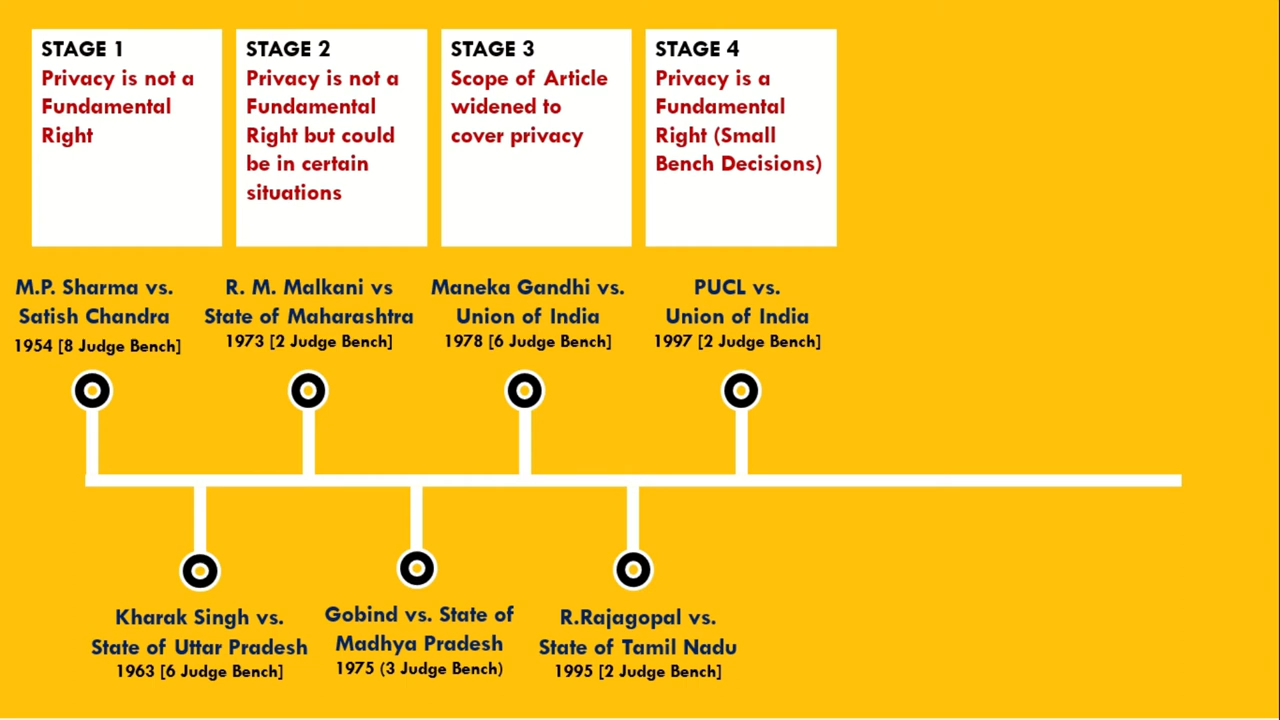 STAGE 1
Privacy is not a
Fundamental
Right
STAGE 2
Privacy is not a
Fundamental
Right but could
be in certain
situations
STAGE 3
Scope of Article
widened to
cover privacy
STAGE 4
Privacy is a
Fundamental
Right (Small
Bench Decisions)
M.P. Sharma vs.
Satish Chandra
1954 [8 Judge Bench]
R. M. Malkani vs
State of Maharashtra
1973 [2 Judge Bench]
Maneka Gandhi vs.
Union of India
1978 [6 Judge Bench]
PUCL vs.
Union of India
1997 [2 Judge Bench]
Kharak Singh vs.
State of Uttar Pradesh
1963 [6 Judge Bench]
Gobind vs. State of
Madhya Pradesh
1975 (3 Judge Bench)
R.Rajagopal vs.
State of Tamil Nadu
1995 [2 Judge Bench]